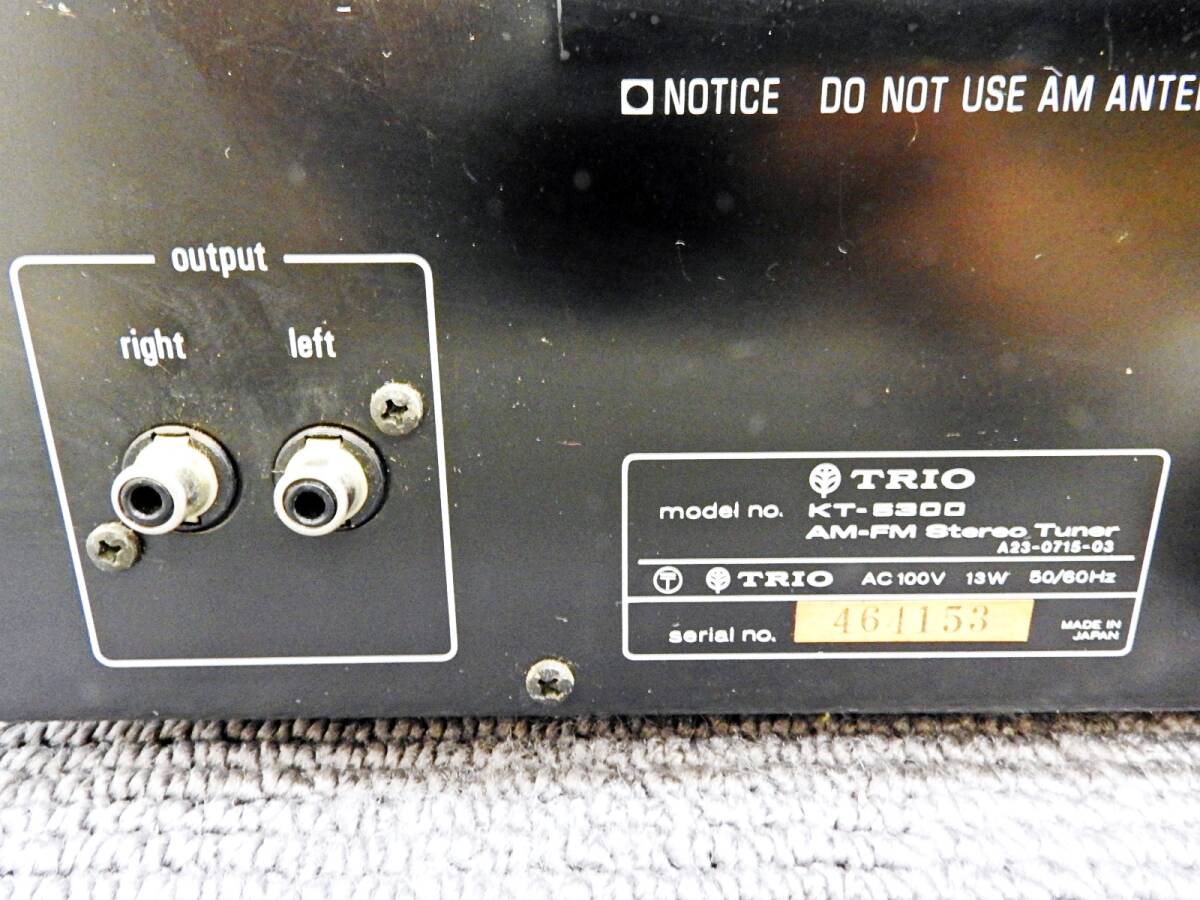 NOTICE DO NOT USE AM ANTE
output
right left
TRIO
model no. KT-5300
AM-FM Stereo Tuner
A23-0715-03
TRIO AC 100V 13W 50/60Hz
serial no. 461153
MADE IN
JAPAN